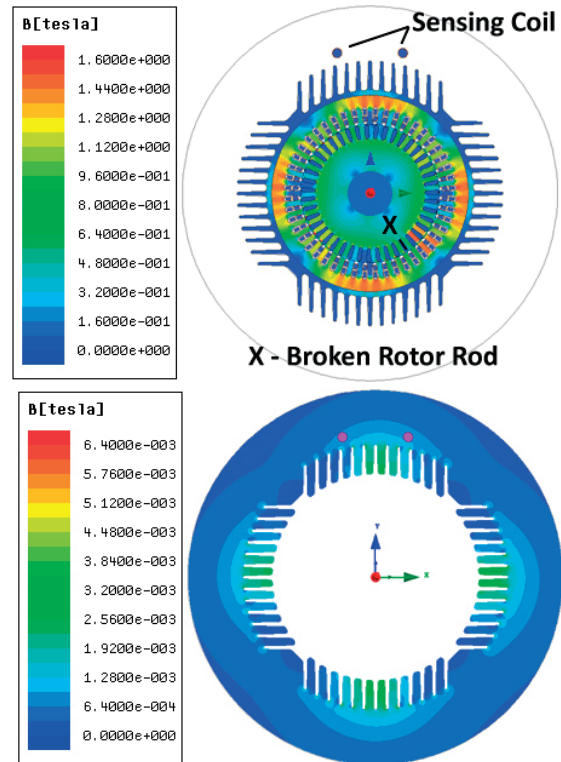 B[tesla]
1.6000e+000
1.4400e+000
1.2800e+000
1.1200e+000
9.6000e-001
8.0000e-001
6.4000e-001
4.8000e-001
3.2000e-001
1.6000e-001
0.0000e+000
Sensing Coil
X
X - Broken Rotor Rod
B[tesla]
6.4000e-003
5.7600e-003
5.1200e-003
4.4800e-003
3.8400e-003
3.2000e-003
2.5600e-003
1.9200e-003
1.2800e-003
6.4000e-004
0.0000e+000
Y
X